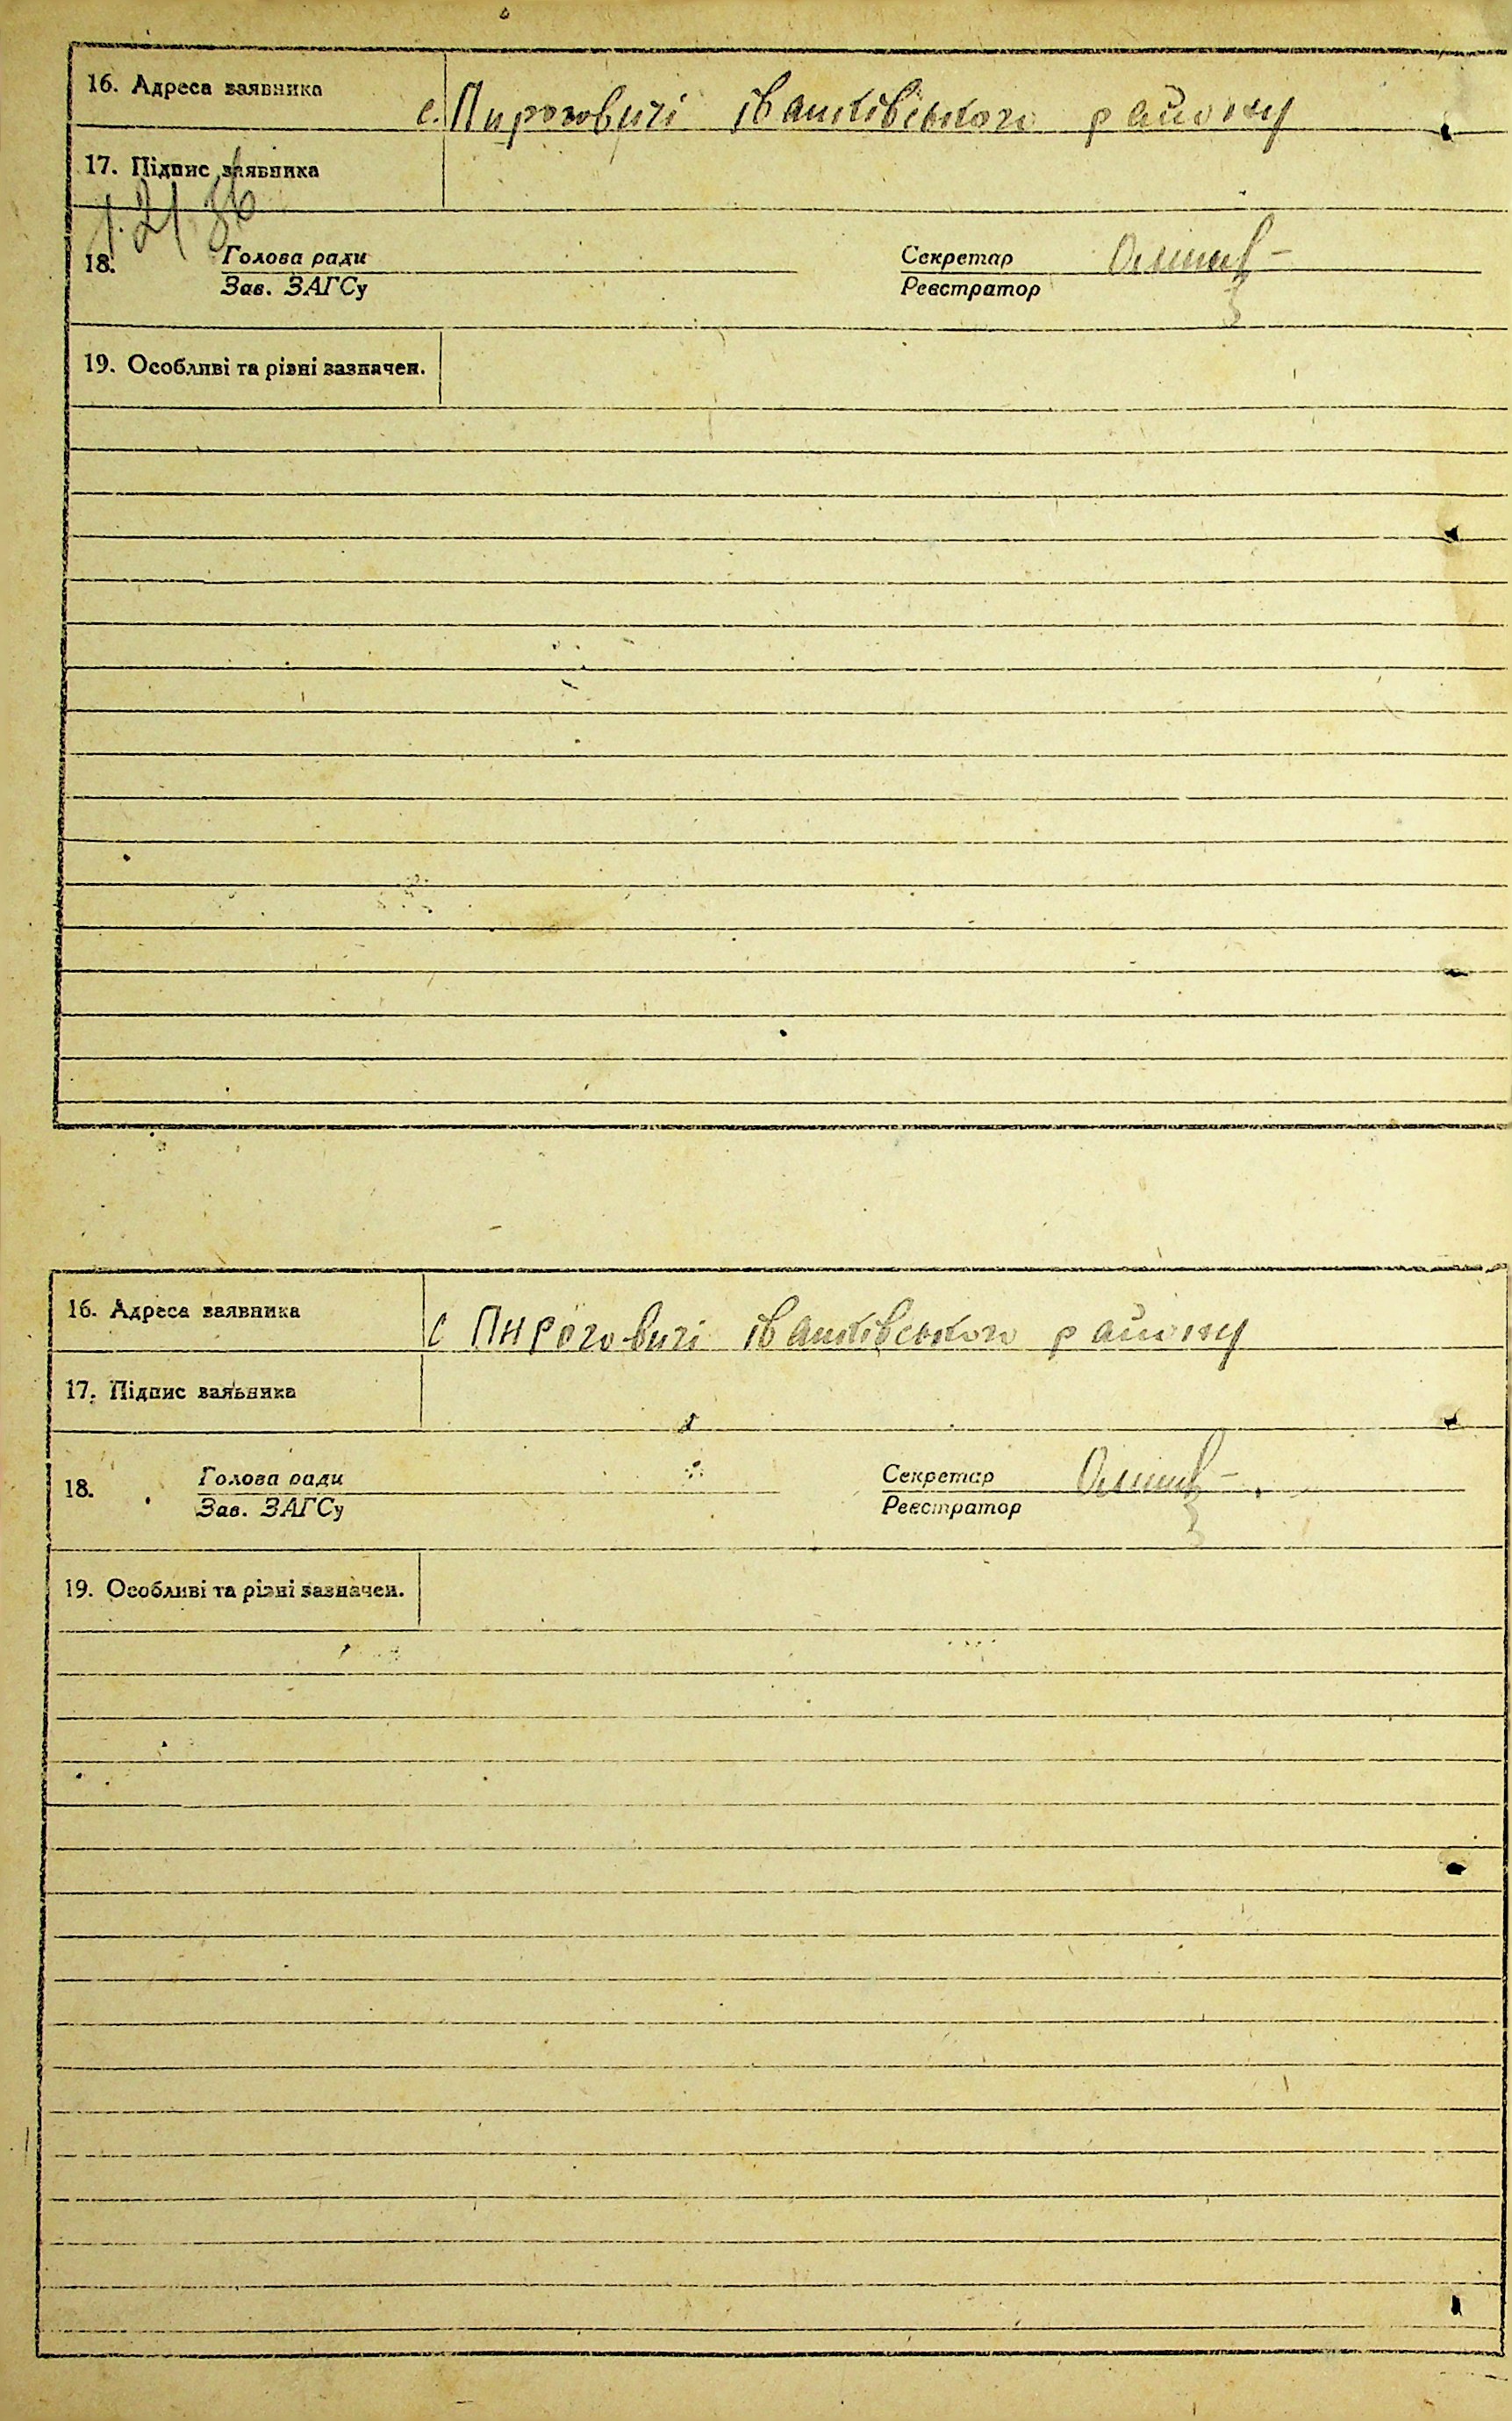 16. Адреса заявника с. Пироговичі іванківського району
17. Підпис заявника
18. Голова ради Секретар
Зав. ЗАГСу Реєстратор
19. Особливі та різні зазначен.
16. Адреса заявника с Пироговичі іванківського району
17. Підпис заявника
18. Голова ради Секретар
Зав. ЗАГСу Реєстратор
19. Особливі та різні зазначен.